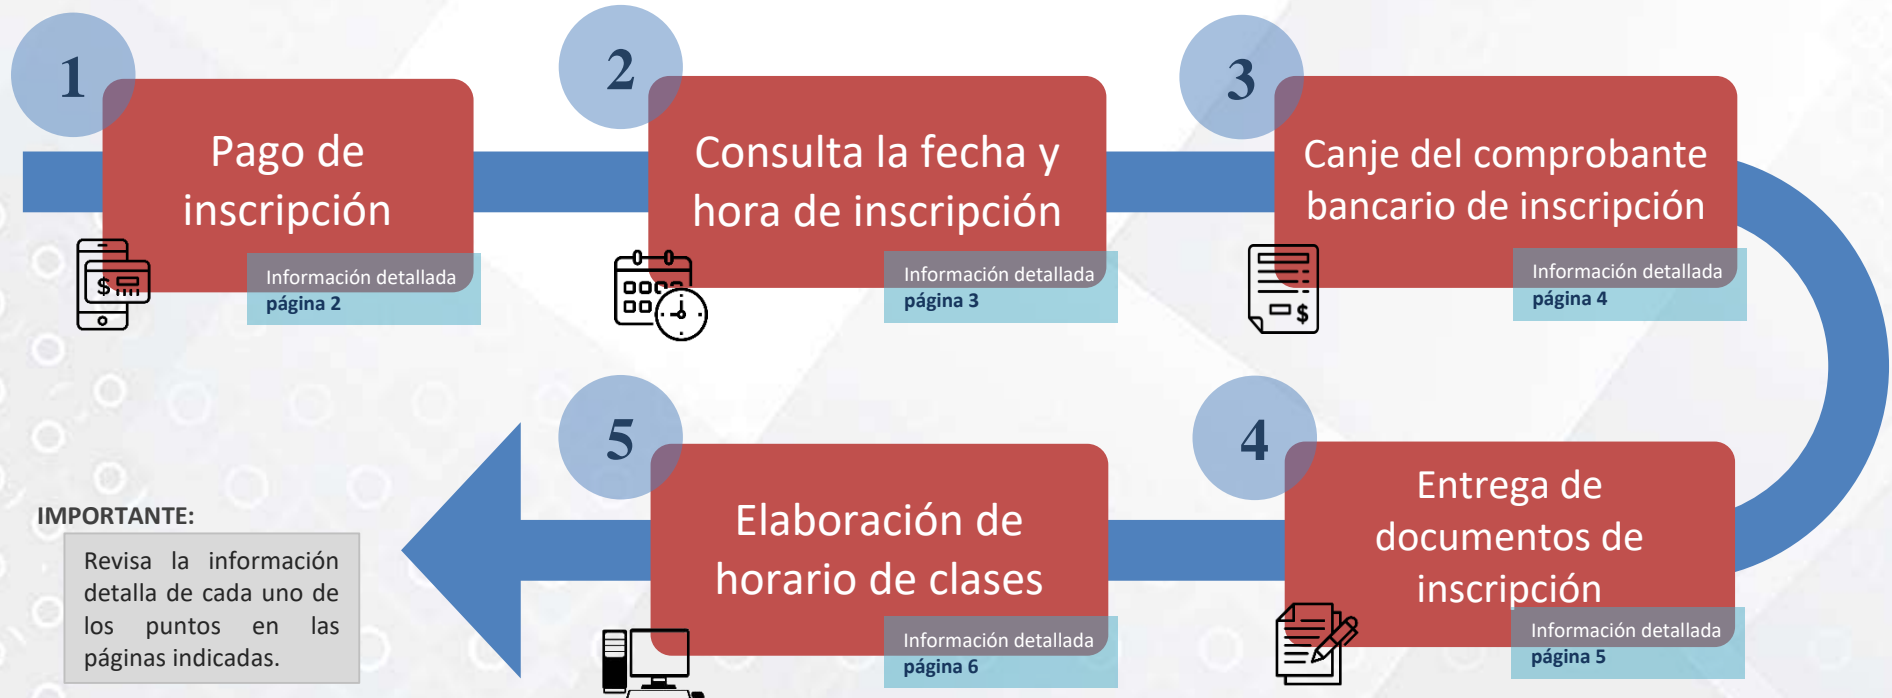 1
Pago de
inscripción
Información detallada
página 2
2
Consulta la fecha y
hora de inscripción
Información detallada
página 3
3
Canje del comprobante
bancario de inscripción
Información detallada
página 4
4
Entrega de
documentos de
inscripción
Información detallada
página 5
5
Elaboración de
horario de clases
Información detallada
página 6
IMPORTANTE:
Revisa la información
detalla de cada uno de
los puntos en las
páginas indicadas.
$
$